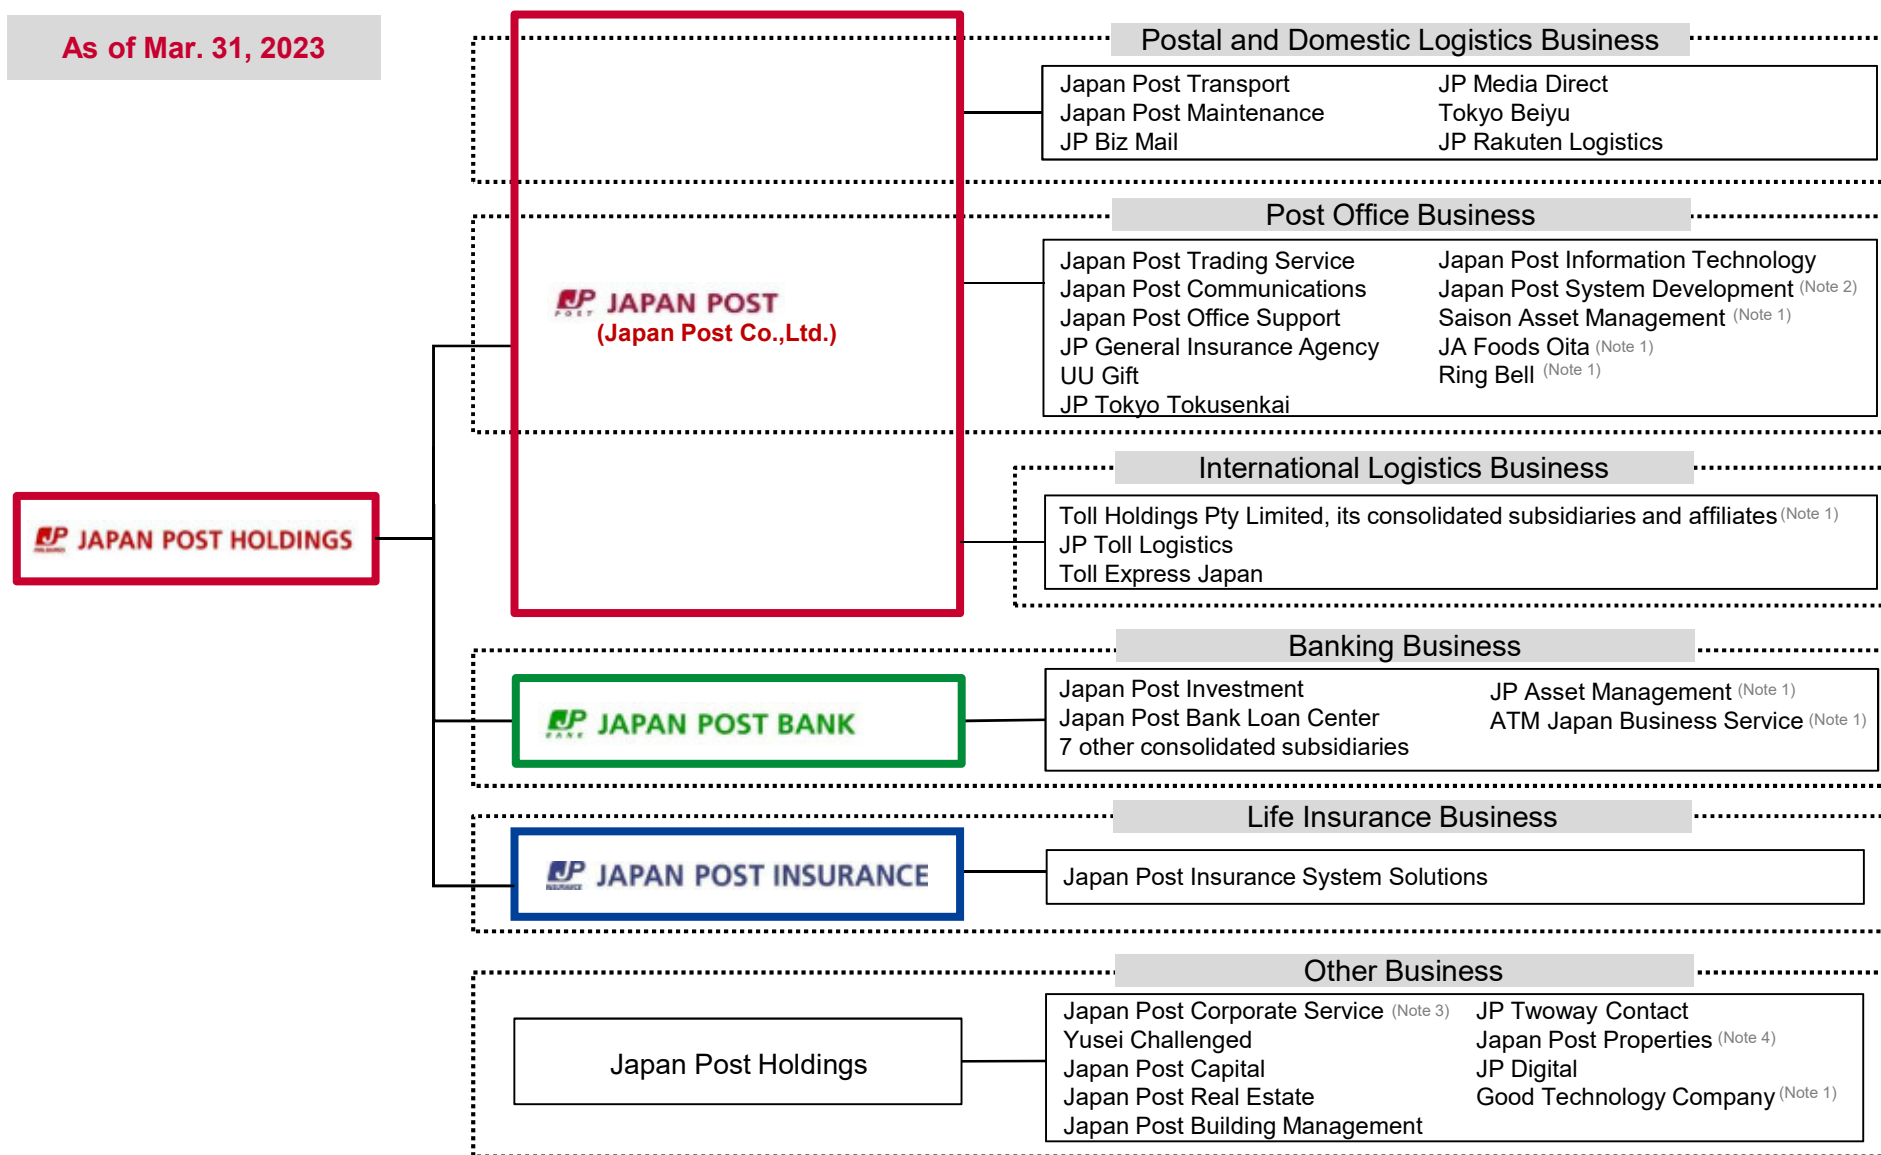 As of Mar. 31, 2023
Postal and Domestic Logistics Business
Japan Post Transport
Japan Post Maintenance
JP Biz Mail
JP Media Direct
Tokyo Beiyu
JP Rakuten Logistics
Post Office Business
Japan Post Trading Service
Japan Post Communications
Japan Post Office Support
JP General Insurance Agency
UU Gift
JP Tokyo Tokusenkai
Japan Post Information Technology
Japan Post System Development (Note 2)
Saison Asset Management (Note 1)
JA Foods Oita (Note 1)
Ring Bell (Note 1)
JP POST JAPAN POST
(Japan Post Co.,Ltd.)
International Logistics Business
Toll Holdings Pty Limited, its consolidated subsidiaries and affiliates (Note 1)
JP Toll Logistics
Toll Express Japan
JP HOLDINGS JAPAN POST HOLDINGS
Banking Business
JP BANK JAPAN POST BANK
Japan Post Investment
Japan Post Bank Loan Center
7 other consolidated subsidiaries
JP Asset Management (Note 1)
ATM Japan Business Service (Note 1)
Life Insurance Business
JP INSURANCE JAPAN POST INSURANCE
Japan Post Insurance System Solutions
Other Business
Japan Post Holdings
Japan Post Corporate Service (Note 3)
Yusei Challenged
Japan Post Capital
Japan Post Real Estate
Japan Post Building Management
JP Twoway Contact
Japan Post Properties (Note 4)
JP Digital
Good Technology Company (Note 1)